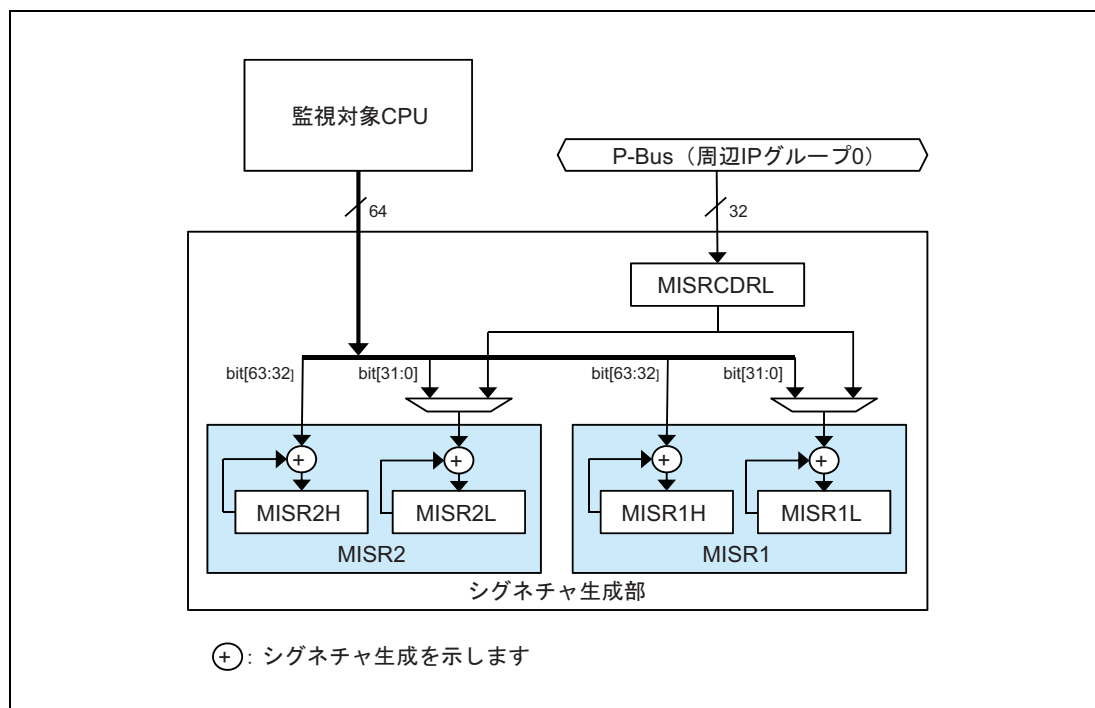 監視対象CPU
P-Bus（周辺IPグループ0）
64
32
MISRCDRL
bit[63:32]
bit[31:0]
bit[63:32]
bit[31:0]
+
+
+
+
MISR2H
MISR2L
MISR1H
MISR1L
MISR2
MISR1
シグネチャ生成部
+ : シグネチャ生成を示します